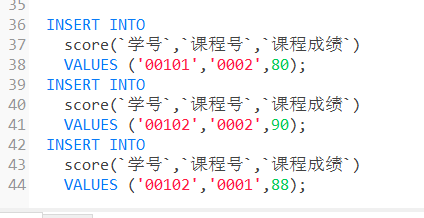 35
36 INSERT INTO
37 score(`学号`,`课程号`,`课程成绩`)
38 VALUES ('00101','0002',80);
39 INSERT INTO
40 score(`学号`,`课程号`,`课程成绩`)
41 VALUES ('00102','0002',90);
42 INSERT INTO
43 score(`学号`,`课程号`,`课程成绩`)
44 VALUES ('00102','0001',88);